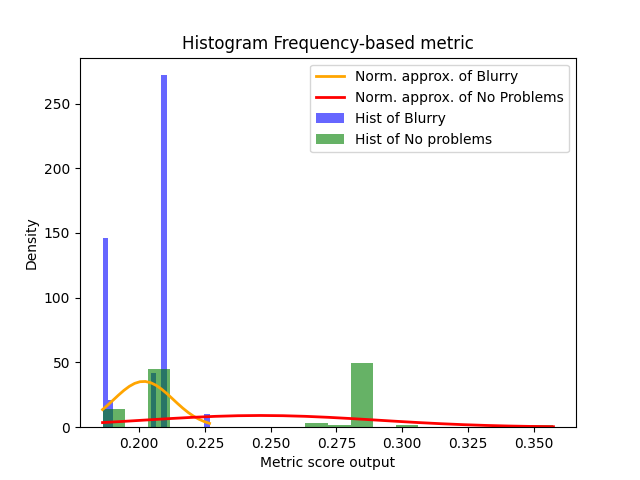 Histogram Frequency-based metric
Norm. approx. of Blurry
Norm. approx. of No Problems
Hist of Blurry
Hist of No problems
Density
250
200
150
100
50
0
0.200 0.225 0.250 0.275 0.300 0.325 0.350
Metric score output